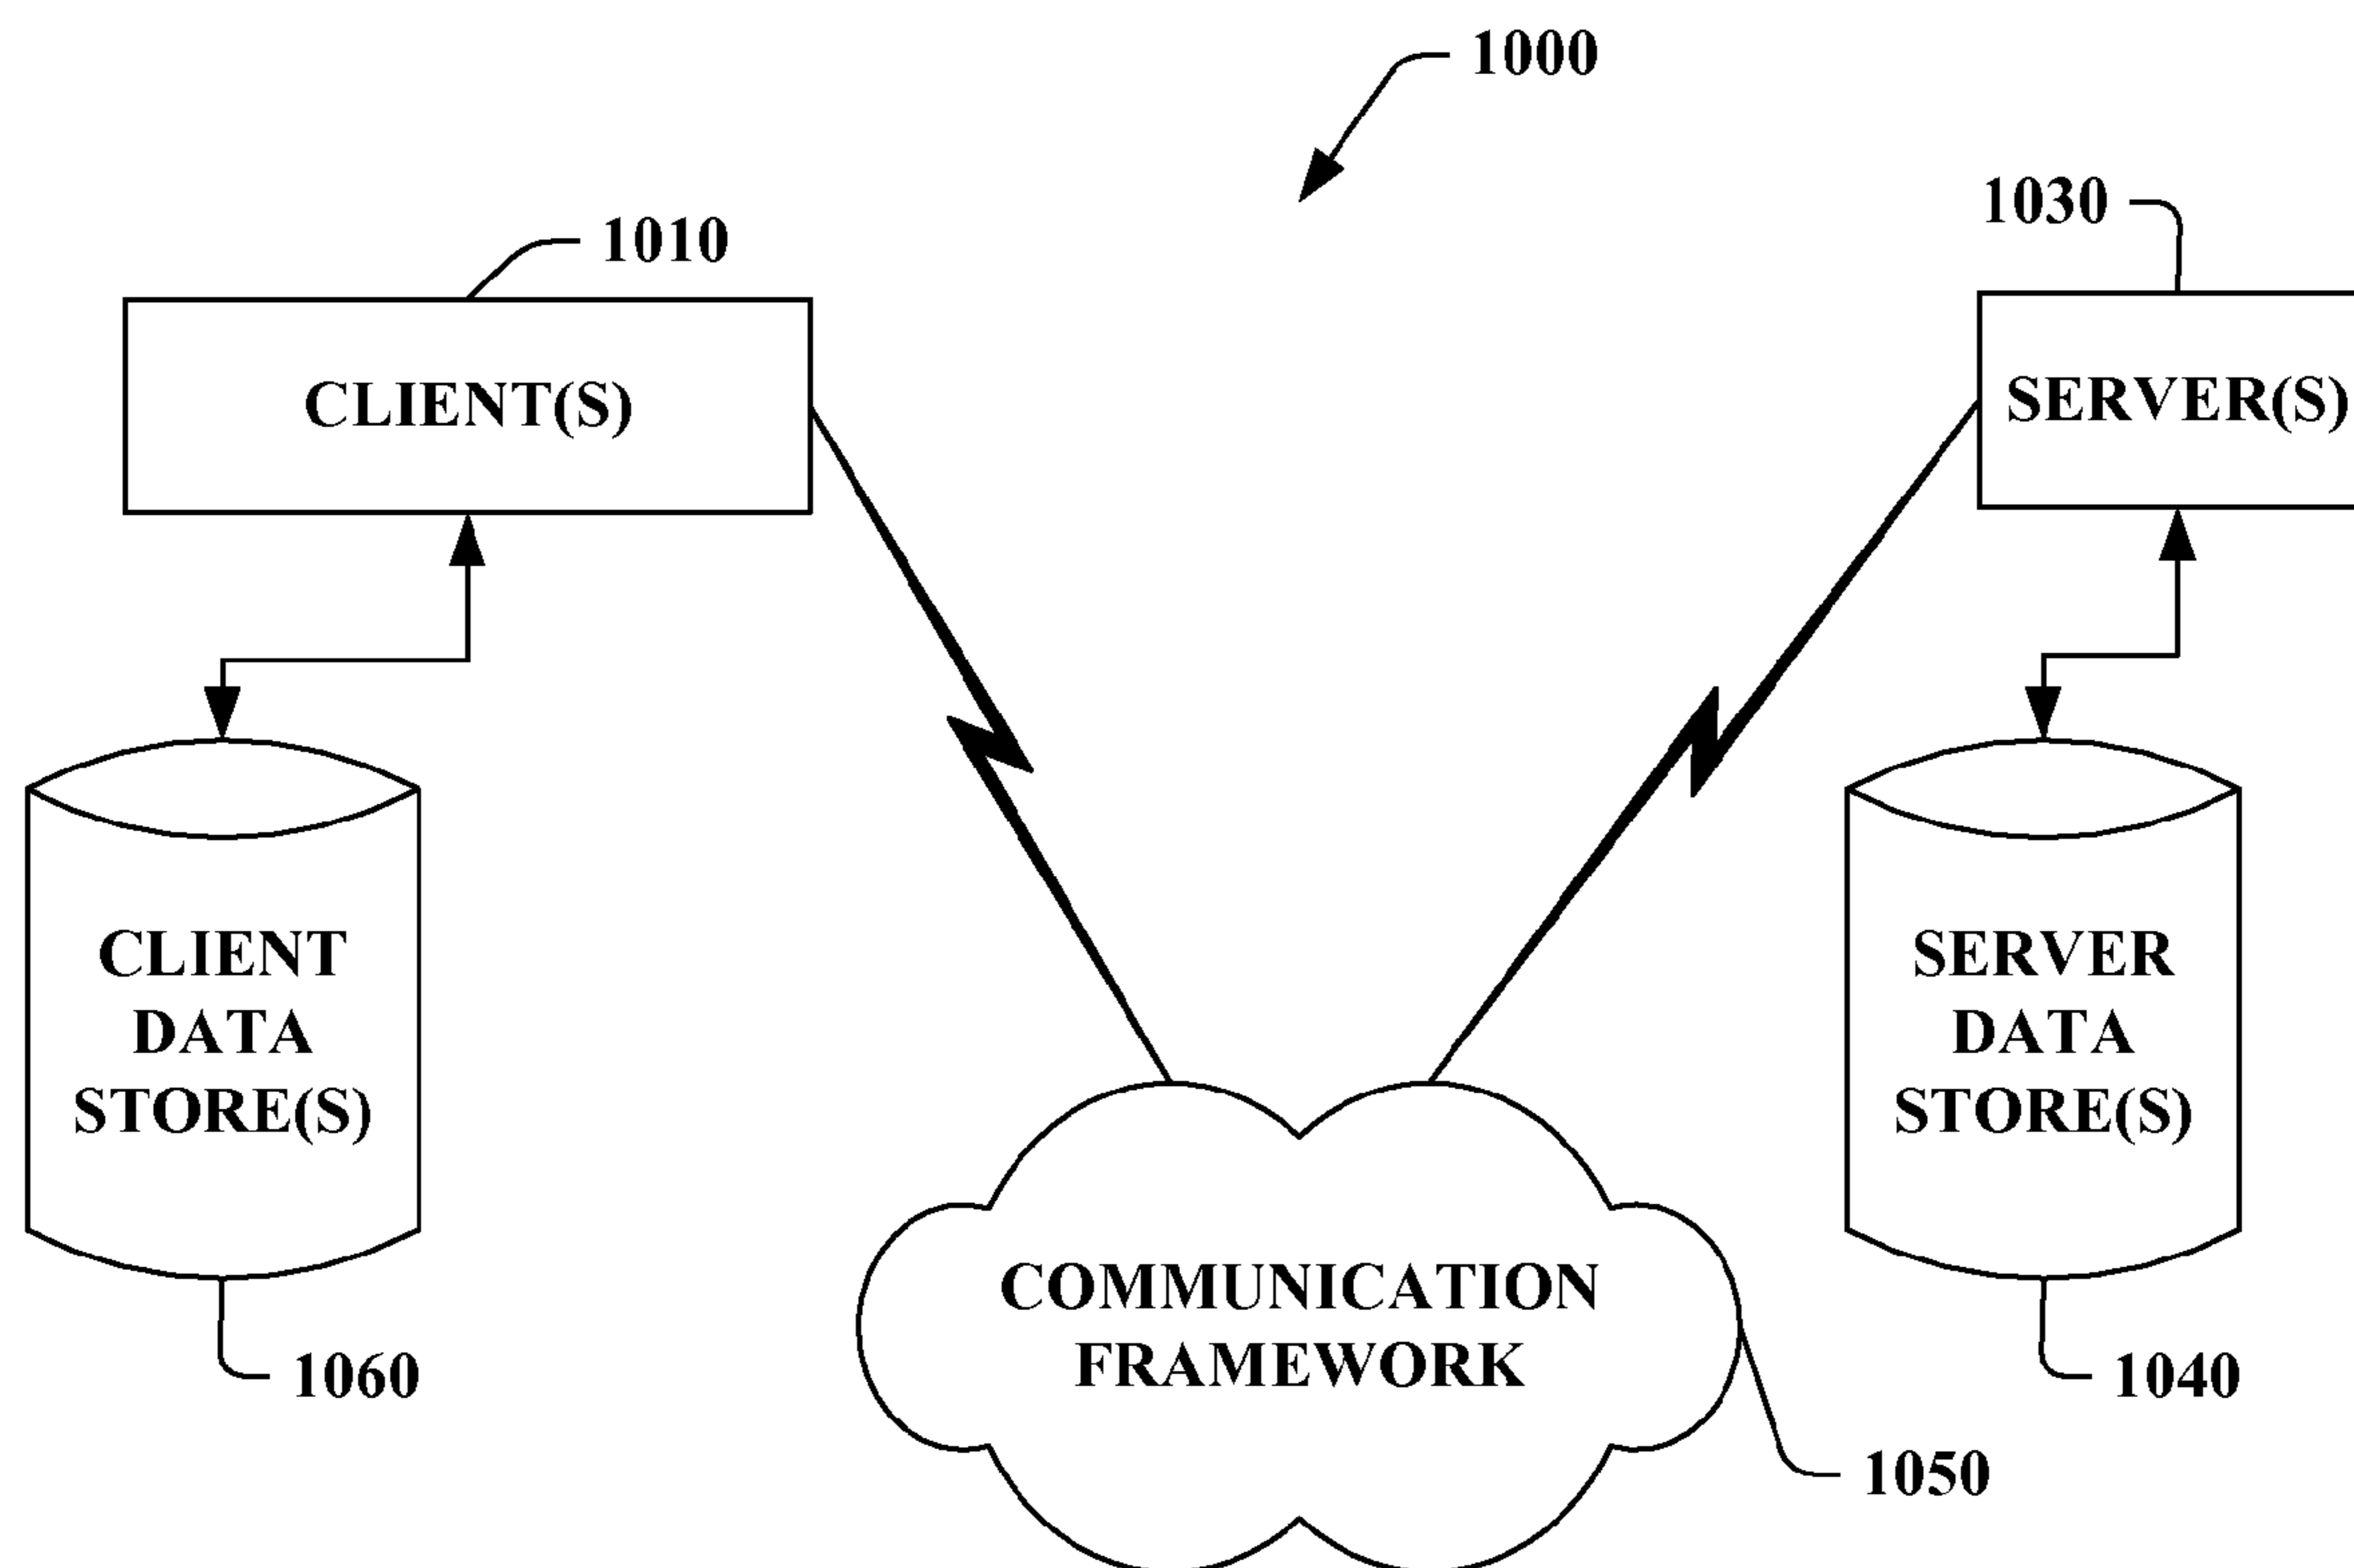 1000
1010
1030
CLIENT(S)
SERVER(S)
CLIENT
DATA
STORE(S)
SERVER
DATA
STORE(S)
COMMUNICATION
FRAMEWORK
1060
1040
1050